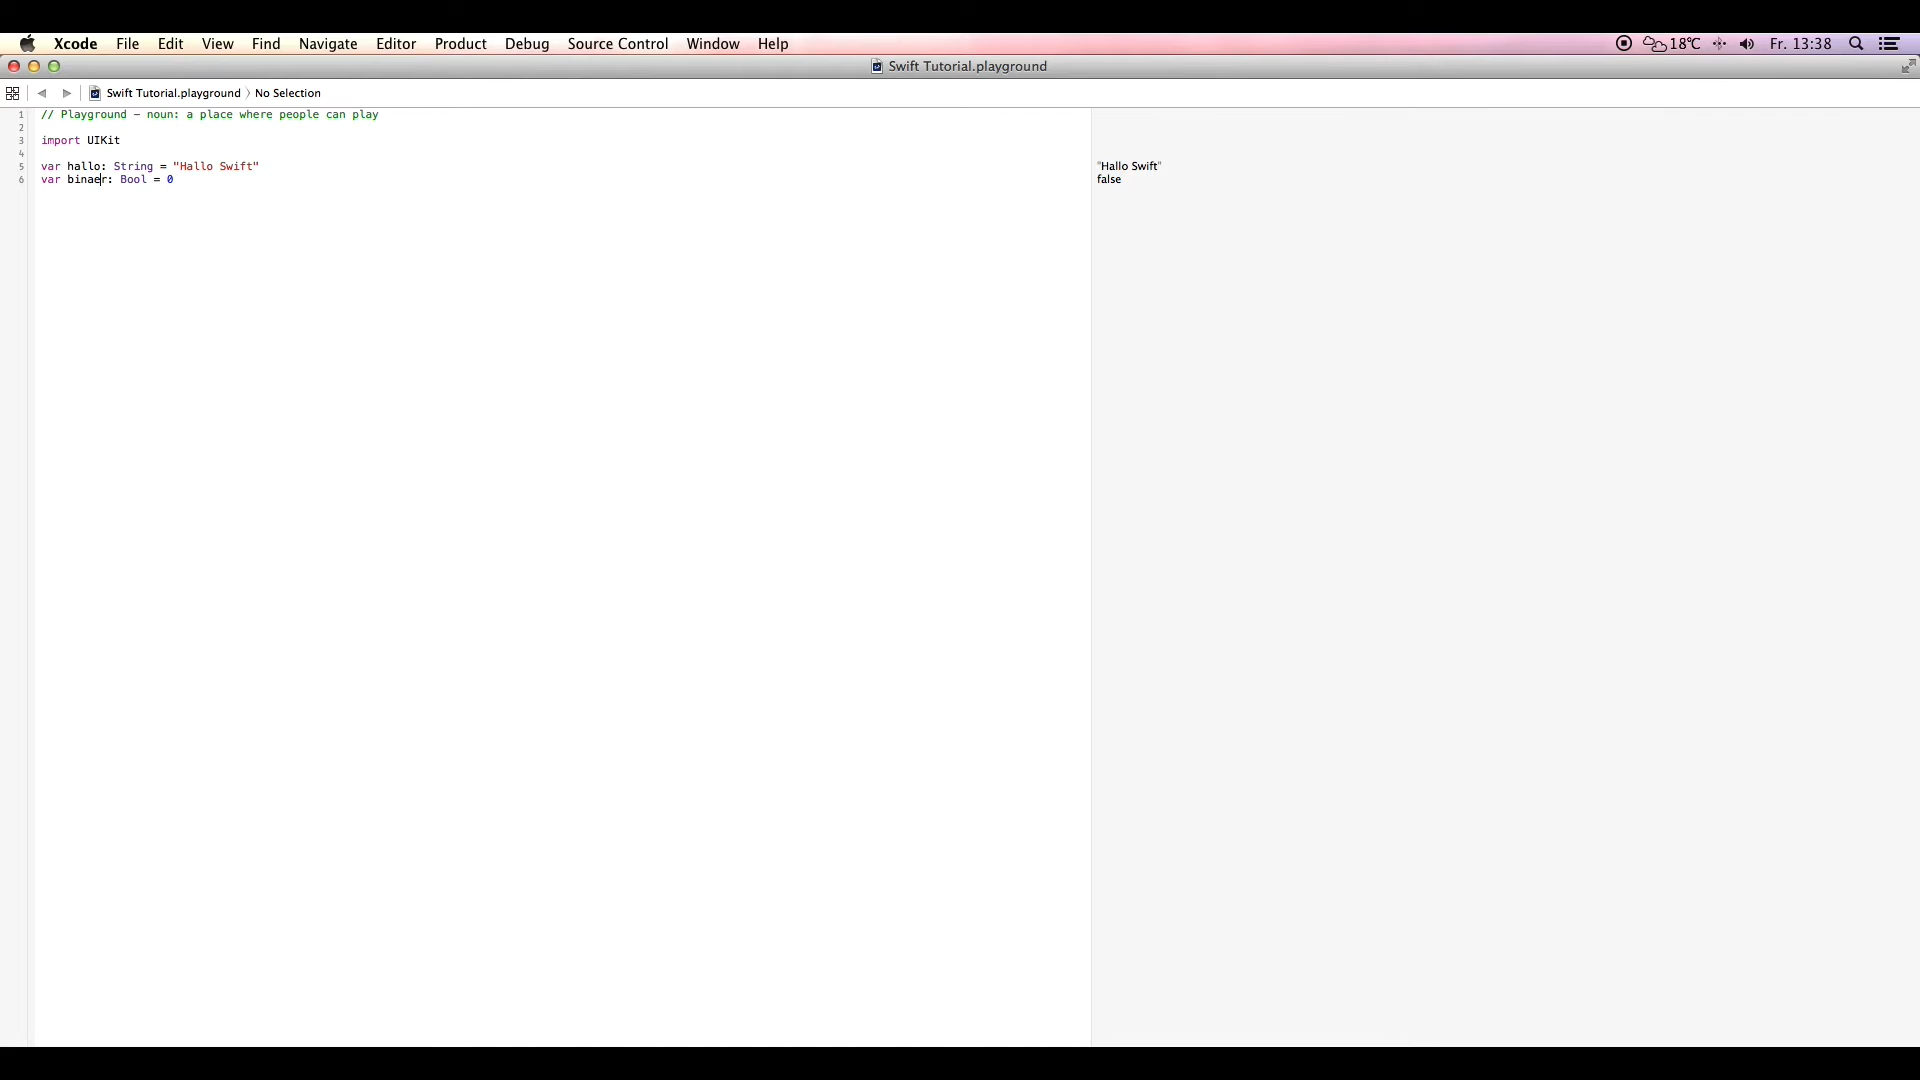 Xcode File Edit View Find Navigate Editor Product Debug Source Control Window Help 18°C Fr. 13:38
Swift Tutorial.playground
Swift Tutorial.playground 〉 No Selection
1 // Playground - noun: a place where people can play
2
3 import UIKit
4
5 var hallo: String = "Hallo Swift" "Hallo Swift"
6 var binaer: Bool = 0 false